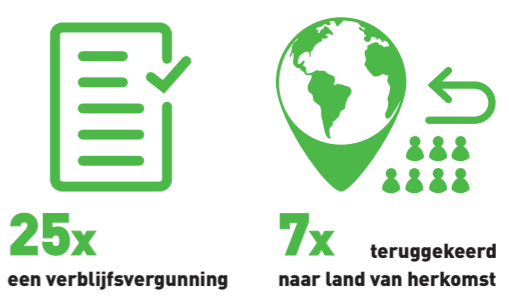 25x
een verblijfsvergunning
7x teruggekeerd
naar land van herkomst